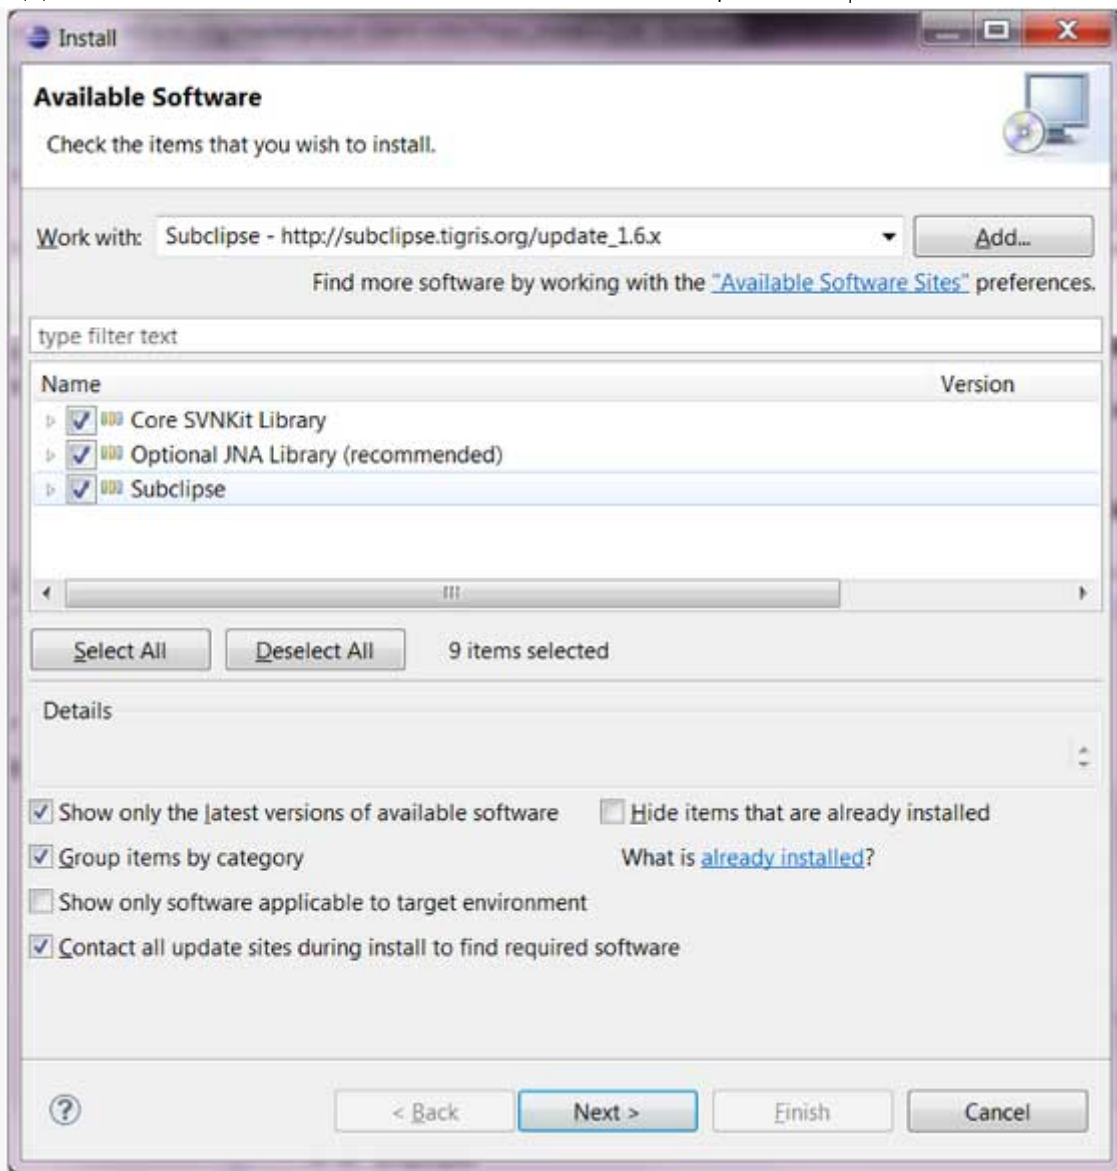 Install
Available Software
Check the items that you wish to install.
Work with: Subclipse - http://subclipse.tigris.org/update_1.6.x Add...
Find more software by working with the "Available Software Sites" preferences.
type filter text
Name Version
Core SVNKit Library
Optional JNA Library (recommended)
Subclipse
Select All Deselect All 9 items selected
Details
Show only the latest versions of available software Hide items that are already installed
Group items by category What is already installed?
Show only software applicable to target environment
Contact all update sites during install to find required software
? < Back Next > Finish Cancel